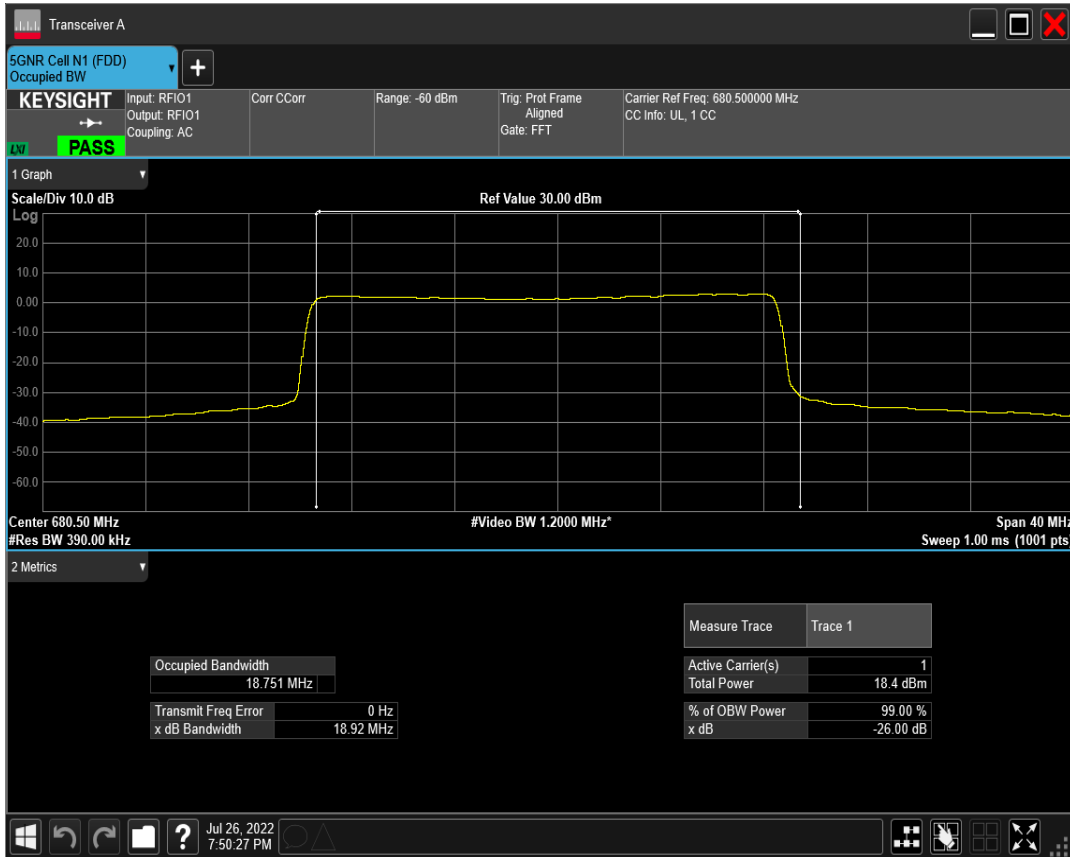 Transceiver A
5GNR Cell N1 (FDD)
Occupied BW
+
KEYSIGHT
LXI
PASS
Input: RFIO1
Output: RFIO1
Coupling: AC
Corr CCorr
Range: -60 dBm
Trig: Prot Frame
Aligned
Gate: FFT
Carrier Ref Freq: 680.500000 MHz
CC Info: UL, 1 CC
1 Graph
Scale/Div 10.0 dB
Ref Value 30.00 dBm
Log
20.0
10.0
0.00
-10.0
-20.0
-30.0
-40.0
-50.0
-60.0
Center 680.50 MHz
#Video BW 1.2000 MHz*
Span 40 MHz
#Res BW 390.00 kHz
Sweep 1.00 ms (1001 pts)
2 Metrics
Measure Trace Trace 1
Occupied Bandwidth
18.751 MHz
Transmit Freq Error 0 Hz
x dB Bandwidth 18.92 MHz
Active Carrier(s) 1
Total Power 18.4 dBm
% of OBW Power 99.00 %
x dB -26.00 dB
?
Jul 26, 2022
7:50:27 PM